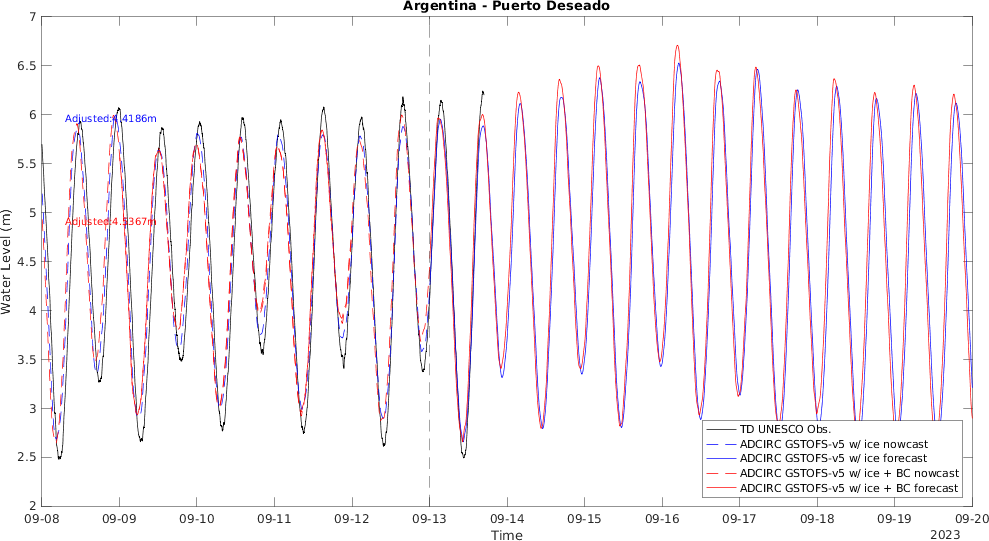 Argentina - Puerto Deseado
7
6.5
6
5.5
5
4.5
4
3.5
3
2.5
2
Water Level (m)
Adjusted:4.4186m
Adjusted:4.5367m
TD UNESCO Obs.
ADCIRC GSTOFS-v5 w/ ice nowcast
ADCIRC GSTOFS-v5 w/ ice forecast
ADCIRC GSTOFS-v5 w/ ice + BC nowcast
ADCIRC GSTOFS-v5 w/ ice + BC forecast
09-08 09-09 09-10 09-11 09-12 09-13 09-14 09-15 09-16 09-17 09-18 09-19 09-20
Time
2023